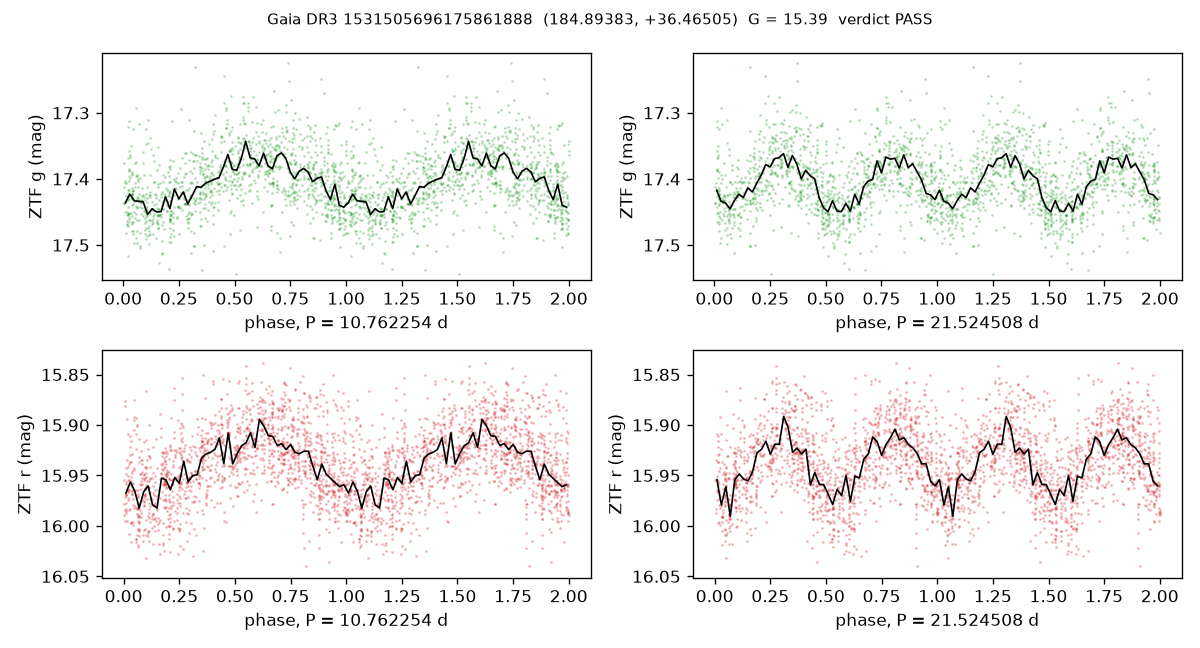 Gaia DR3 1531505696175861888  (184.89383, +36.46505)  G = 15.39  verdict PASS
ZTF g (mag)
17.3
17.4
17.5
0.00 0.25 0.50 0.75 1.00 1.25 1.50 1.75 2.00
phase, P = 10.762254 d
ZTF g (mag)
17.3
17.4
17.5
0.00 0.25 0.50 0.75 1.00 1.25 1.50 1.75 2.00
phase, P = 21.524508 d
ZTF r (mag)
15.85
15.90
15.95
16.00
16.05
0.00 0.25 0.50 0.75 1.00 1.25 1.50 1.75 2.00
phase, P = 10.762254 d
ZTF r (mag)
15.85
15.90
15.95
16.00
16.05
0.00 0.25 0.50 0.75 1.00 1.25 1.50 1.75 2.00
phase, P = 21.524508 d